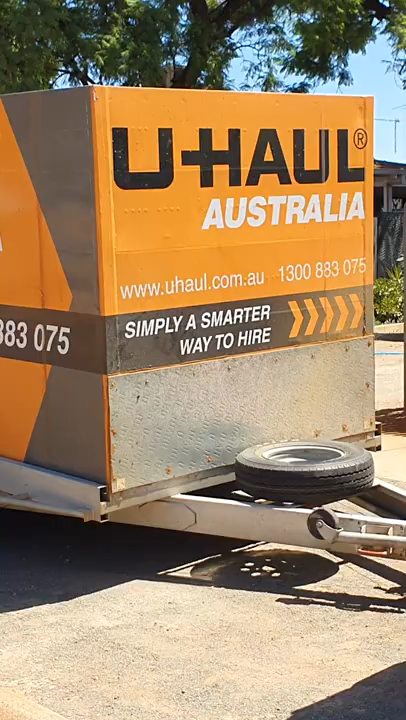 U-HAUL®
AUSTRALIA
www.uhaul.com.au 1300 883 075
SIMPLY A SMARTER
WAY TO HIRE
883 075